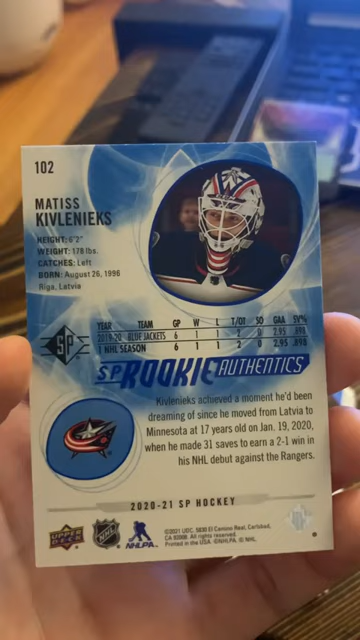 102
MATISS
KIVLENIEKS
HEIGHT: 6'2"
WEIGHT: 178 lbs.
CATCHES: Left
BORN: August 26, 1996
Riga, Latvia
SP
YEAR TEAM GP W L T/OT SO GAA SV%
2019-20 BLUE JACKETS 6 1 1 2 0 2.95 .898
1 NHL SEASON 6 1 1 2 0 2.95 .898
SP ROOKIE AUTHENTICS
Kivlenieks achieved a moment he'd been
dreaming of since he moved from Latvia to
Minnesota at 17 years old on Jan. 19, 2020,
when he made 31 saves to earn a 2-1 win in
his NHL debut against the Rangers.
2020-21 SP HOCKEY
UPPER DECK
NHL
NHLPA
©2021 UDC. 5830 El Camino Real, Carlsbad,
CA 92008. All rights reserved.
Printed in the USA. ©NHLPA. © NHL.